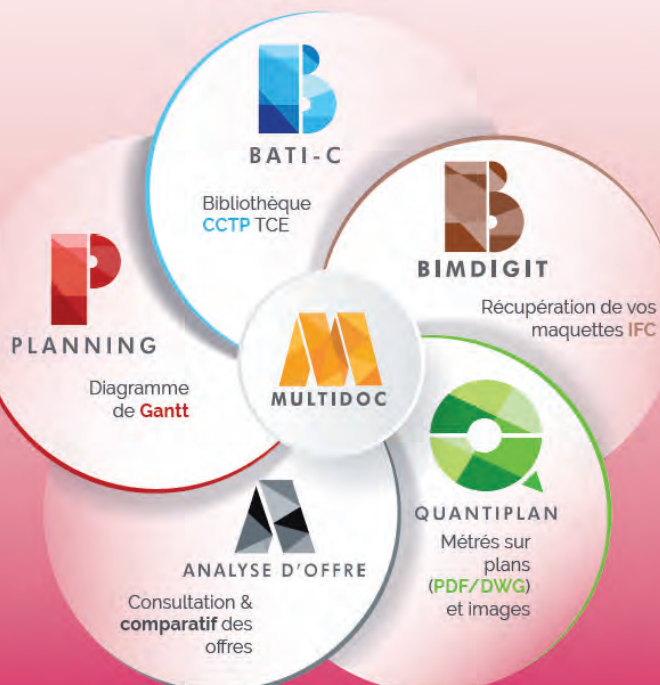 BATI-C
Bibliothèque
CCTP TCE
BIMDIGIT
Récupération de vos
maquettes IFC
PLANNING
Diagramme
de Gantt
MULTIDOC
QUANTIPLAN
Métrés sur
plans
(PDF/DWG)
et images
ANALYSE D'OFFRE
Consultation &
comparatif des
offres